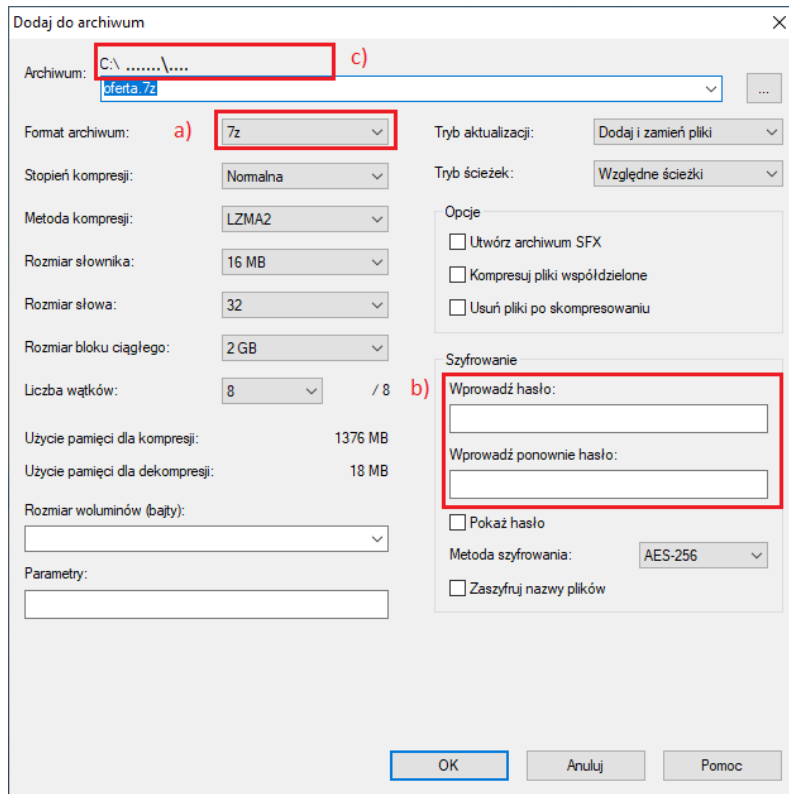 Dodaj do archiwum
C:\ .......\.... c)
Archiwum:
oferta.7z ...
Format archiwum: a) 7z Tryb aktualizacji: Dodaj i zamień pliki
Stopień kompresji: Normalna Tryb ścieżek: Względne ścieżki
Metoda kompresji: LZMA2 Opcje
Utwórz archiwum SFX
Rozmiar słownika: 16 MB Kompresuj pliki współdzielone
Rozmiar słowa: 32 Usuń pliki po skompresowaniu
Rozmiar bloku ciągłego: 2 GB Szyfrowanie
Liczba wątków: 8 / 8 b) Wprowadź hasło:
Użycie pamięci dla kompresji: 1376 MB
Wprowadź ponownie hasło:
Użycie pamięci dla dekompresji: 18 MB
Rozmiar woluminów (bajty):
Pokaż hasło
Metoda szyfrowania: AES-256
Parametry:
Zaszyfruj nazwy plików
OK Anuluj Pomoc